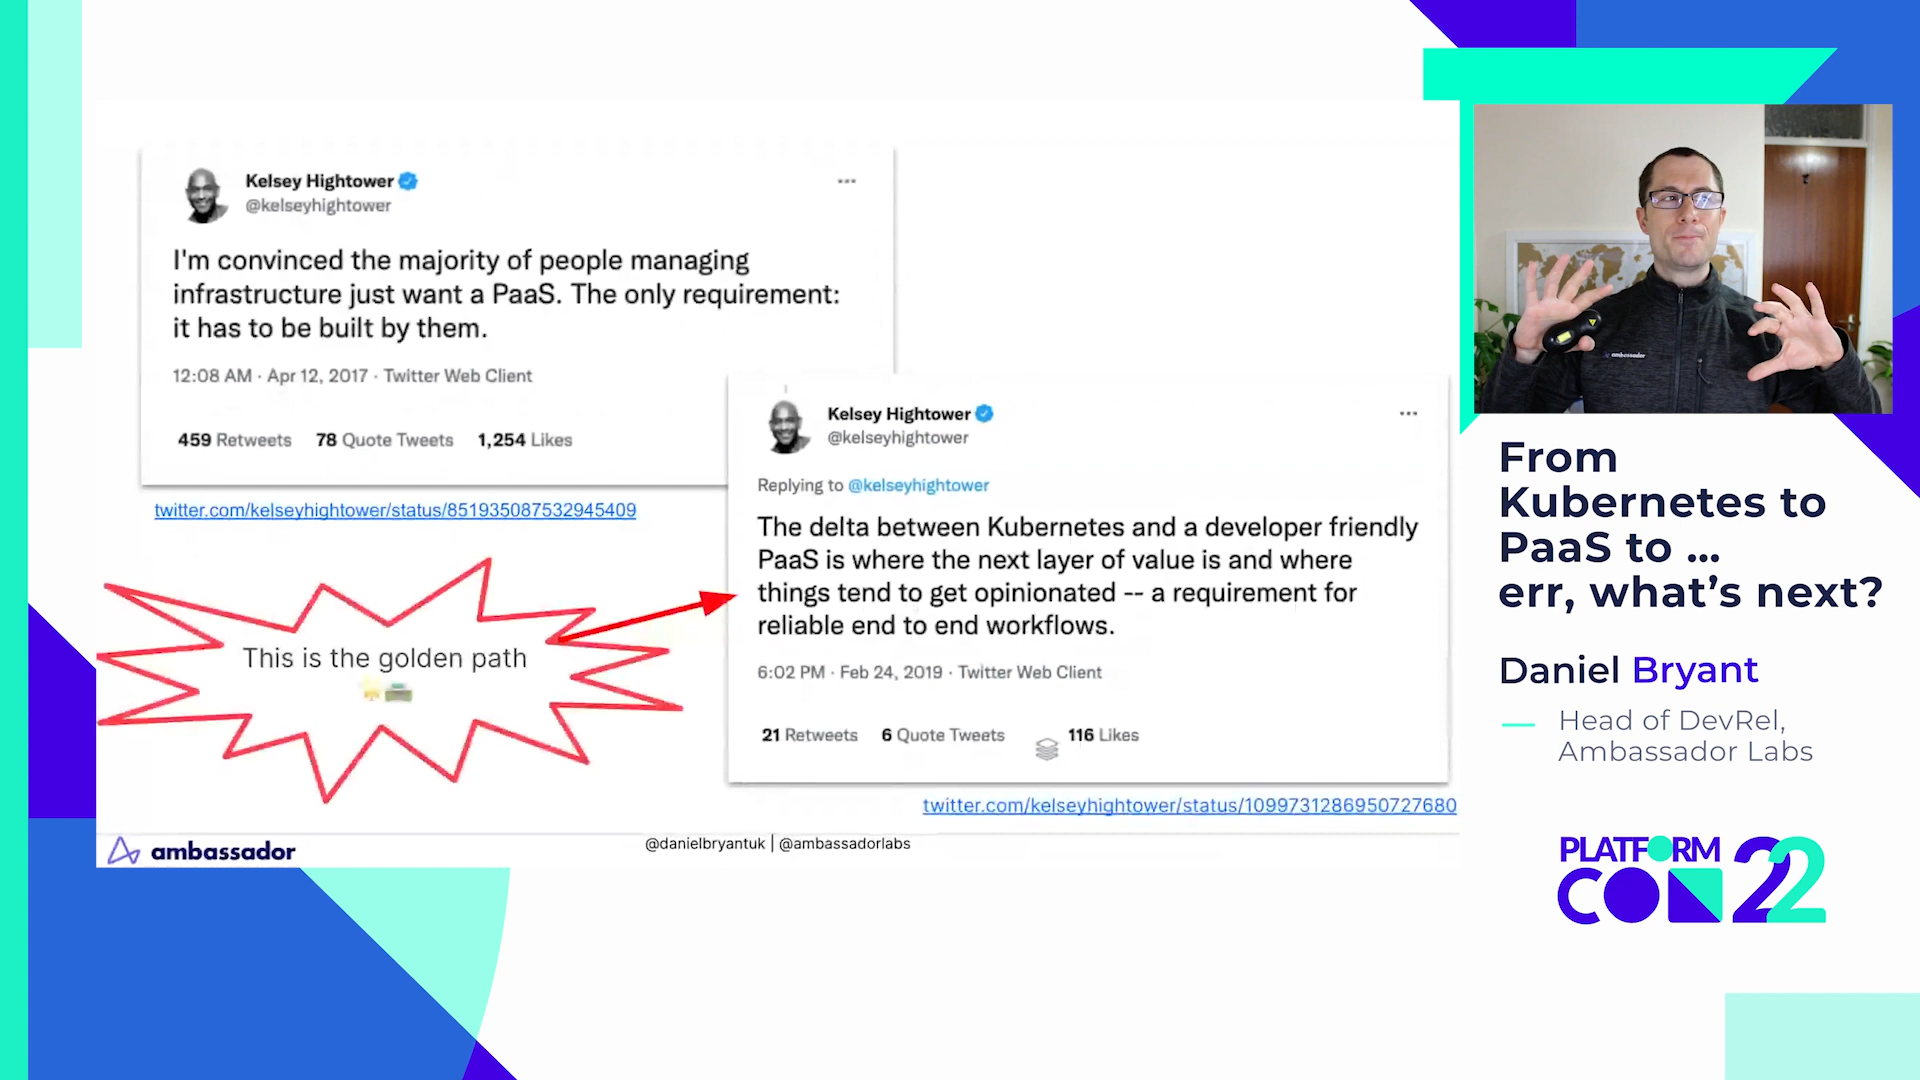 Kelsey Hightower
@kelseyhightower
I'm convinced the majority of people managing
infrastructure just want a PaaS. The only requirement:
it has to be built by them.
12:08 AM · Apr 12, 2017 · Twitter Web Client
459 Retweets 78 Quote Tweets 1,254 Likes
twitter.com/kelseyhightower/status/851935087532945409
Kelsey Hightower
@kelseyhightower
Replying to @kelseyhightower
The delta between Kubernetes and a developer friendly
PaaS is where the next layer of value is and where
things tend to get opinionated -- a requirement for
reliable end to end workflows.
6:02 PM · Feb 24, 2019 · Twitter Web Client
21 Retweets 6 Quote Tweets 116 Likes
twitter.com/kelseyhightower/status/1099731286950727680
This is the golden path
ambassador
@danielbryantuk | @ambassadorlabs
ambassador
From
Kubernetes to
PaaS to ...
err, what's next?
Daniel Bryant
Head of DevRel,
Ambassador Labs
PLATFORM
CON 22